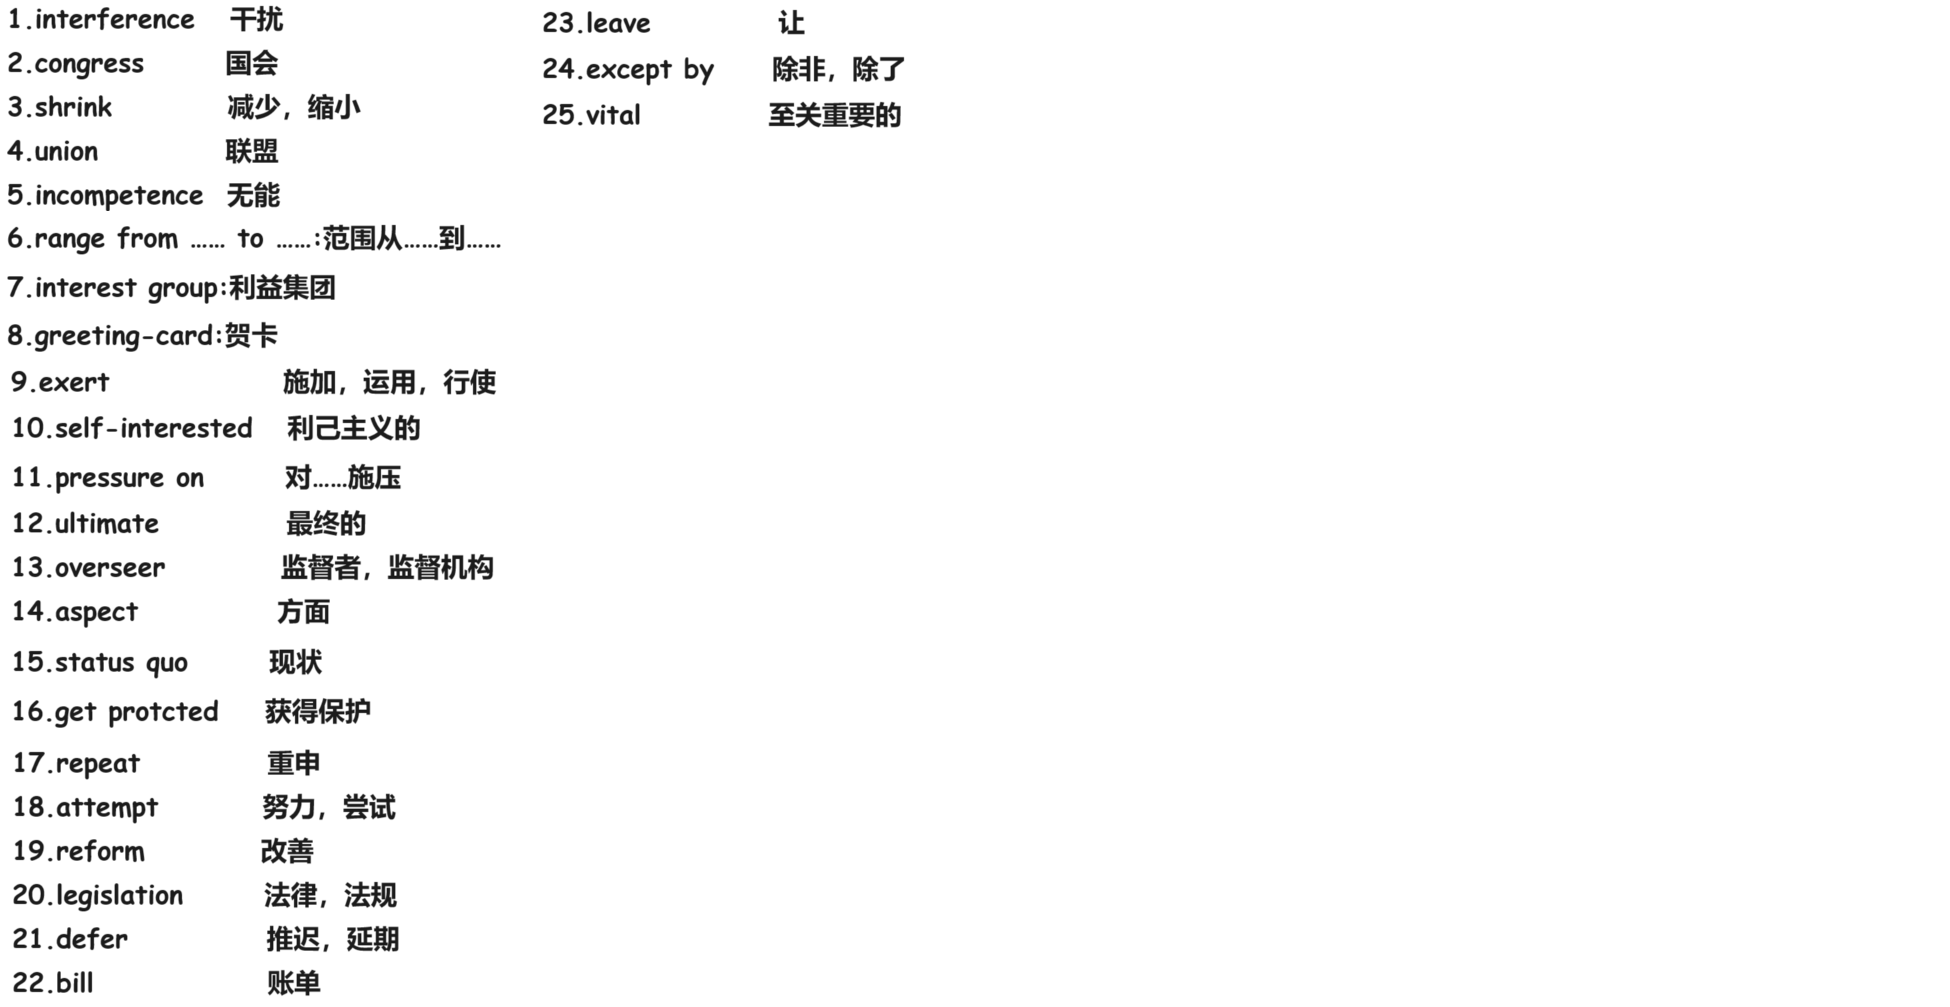 1.interference 干扰
2.congress 国会
3.shrink 减少，缩小
4.union 联盟
5.incompetence 无能
6.range from …… to ……:范围从……到……
7.interest group:利益集团
8.greeting-card:贺卡
9.exert 施加，运用，行使
10.self-interested 利己主义的
11.pressure on 对……施压
12.ultimate 最终的
13.overseer 监督者，监督机构
14.aspect 方面
15.status quo 现状
16.get protcted 获得保护
17.repeat 重申
18.attempt 努力，尝试
19.reform 改善
20.legislation 法律，法规
21.defer 推迟，延期
22.bill 账单
23.leave 让
24.except by 除非，除了
25.vital 至关重要的